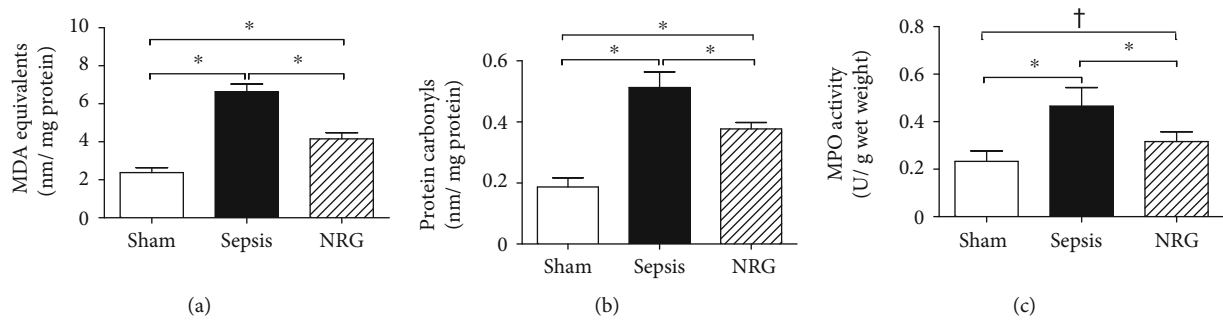 MDA equivalents
(nm/ mg protein)
10
8
6
4
2
0
*
*
*
Sham
Sepsis
NRG
(a)
Protein carbonyls
(nm/ mg protein)
0.6
0.4
0.2
0
*
*
*
Sham
Sepsis
NRG
(b)
MPO activity
(U/ g wet weight)
0.8
0.6
0.4
0.2
0.0
†
*
*
Sham
Sepsis
NRG
(c)